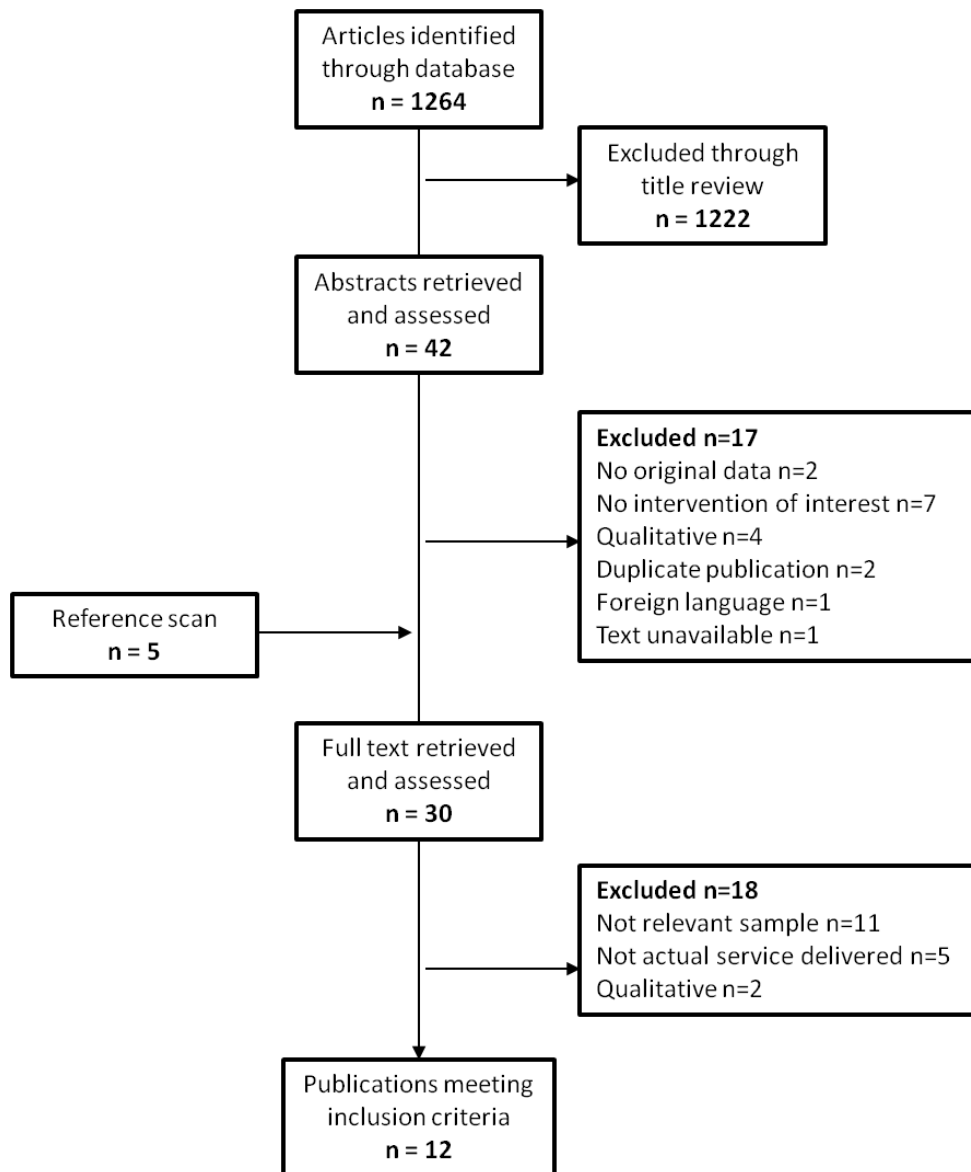 Articles identified
through database
n = 1264
Excluded through
title review
n = 1222
Abstracts retrieved
and assessed
n = 42
Excluded n=17
No original data n=2
No intervention of interest n=7
Qualitative n=4
Duplicate publication n=2
Foreign language n=1
Text unavailable n=1
Reference scan
n = 5
Full text retrieved
and assessed
n = 30
Excluded n=18
Not relevant sample n=11
Not actual service delivered n=5
Qualitative n=2
Publications meeting
inclusion criteria
n = 12